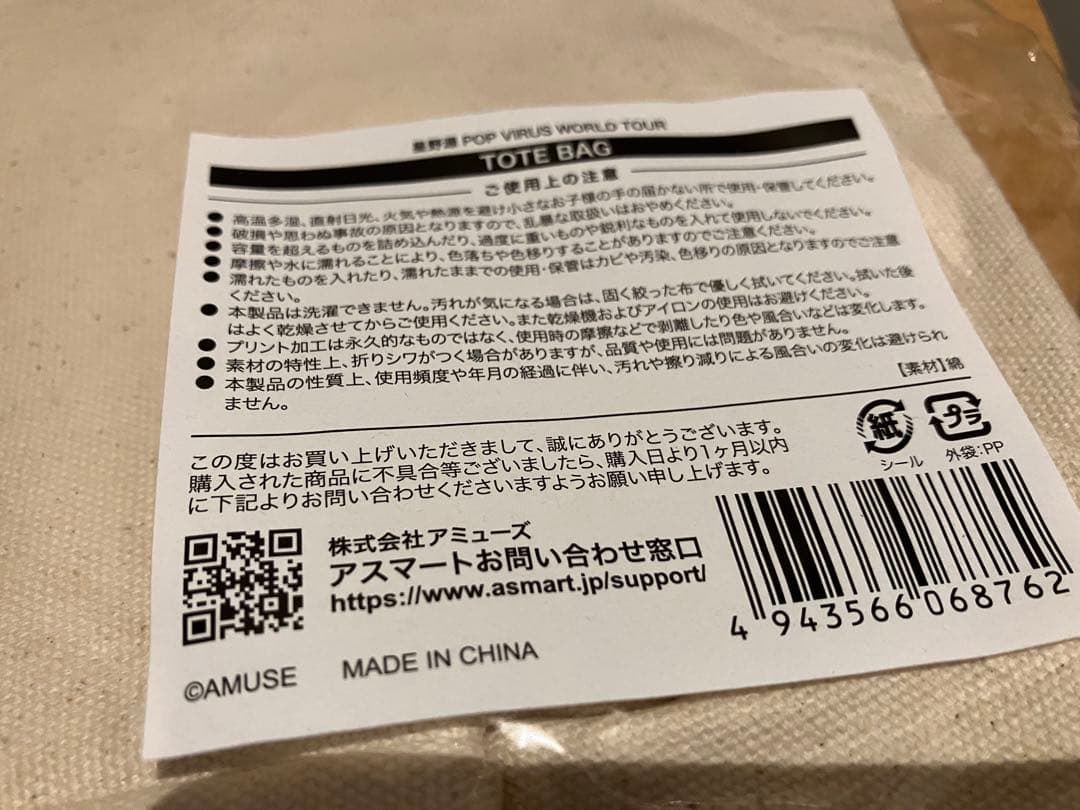 星野源 POP VIRUS WORLD TOUR
TOTE BAG
ご使用上の注意
● 高温多湿、直射日光、火気や熱源を避け小さなお子様の手の届かない所で使用・保管してください。
● 破損や思わぬ事故の原因となりますので、乱暴な取扱いはおやめください。
● 容量を超えるものを詰め込んだり、過度に重いものや鋭利なものを入れて使用しないでください。
● 摩擦や水に濡れることにより、色落ちや色移りすることがありますのでご注意ください。
● 濡れたものを入れたり、濡れたままでの使用・保管はカビや汚染、色移りの原因となりますのでご注意
ください。
● 本製品は洗濯できません。汚れが気になる場合は、固く絞った布で優しく拭いてください。拭いた後
はよく乾燥させてからご使用ください。また乾燥機およびアイロンの使用はお避けください。
● プリント加工は永久的なものではなく、使用時の摩擦などで剥離したり色や風合いなどは変化します。
● 素材の特性上、折りシワがつく場合がありますが、品質や使用には問題がありません。
● 本製品の性質上、使用頻度や年月の経過に伴い、汚れや擦り減りによる風合いの変化は避けられ
ません。
【素材】綿
この度はお買い上げいただきまして、誠にありがとうございます。
購入された商品に不具合等ございましたら、購入日より1ヶ月以内
に下記よりお問い合わせくださいますようお願い申し上げます。
紙
シール
プラ
外袋:PP
株式会社アミューズ
アスマートお問い合わせ窓口
https://www.asmart.jp/support/
4 943566 068762
©AMUSE MADE IN CHINA